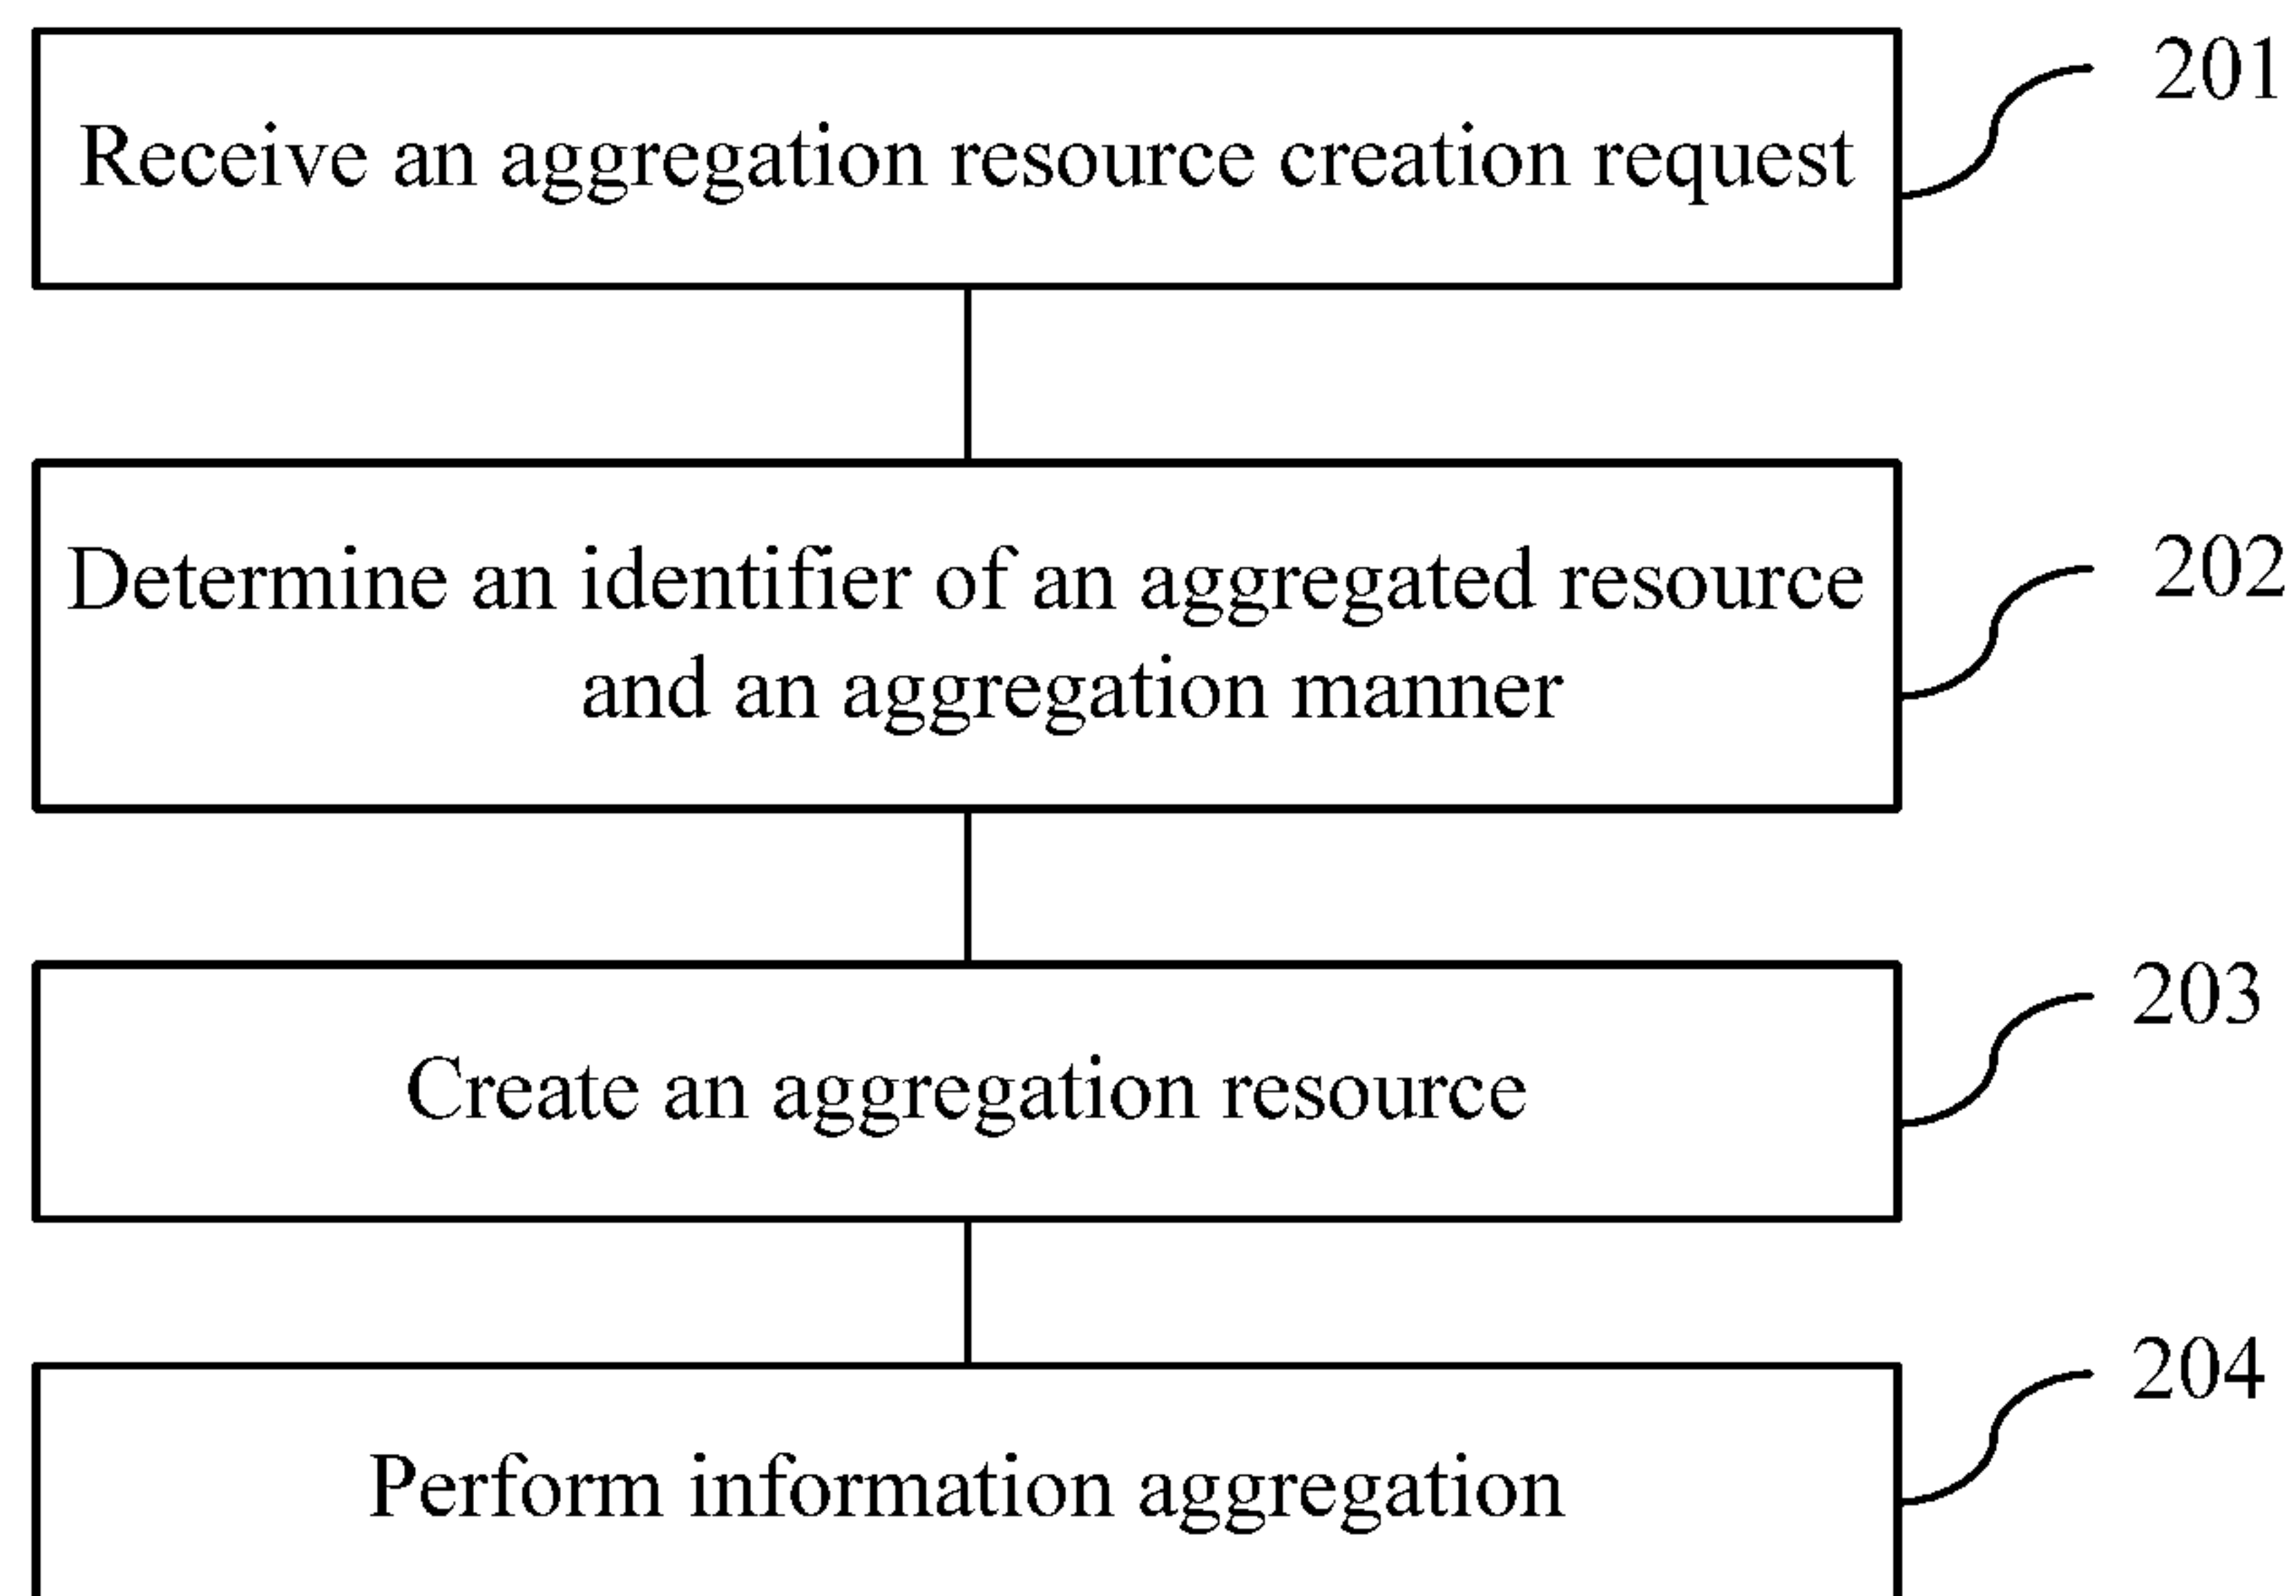 Receive an aggregation resource creation request
201
Determine an identifier of an aggregated resource
and an aggregation manner
202
Create an aggregation resource
203
Perform information aggregation
204